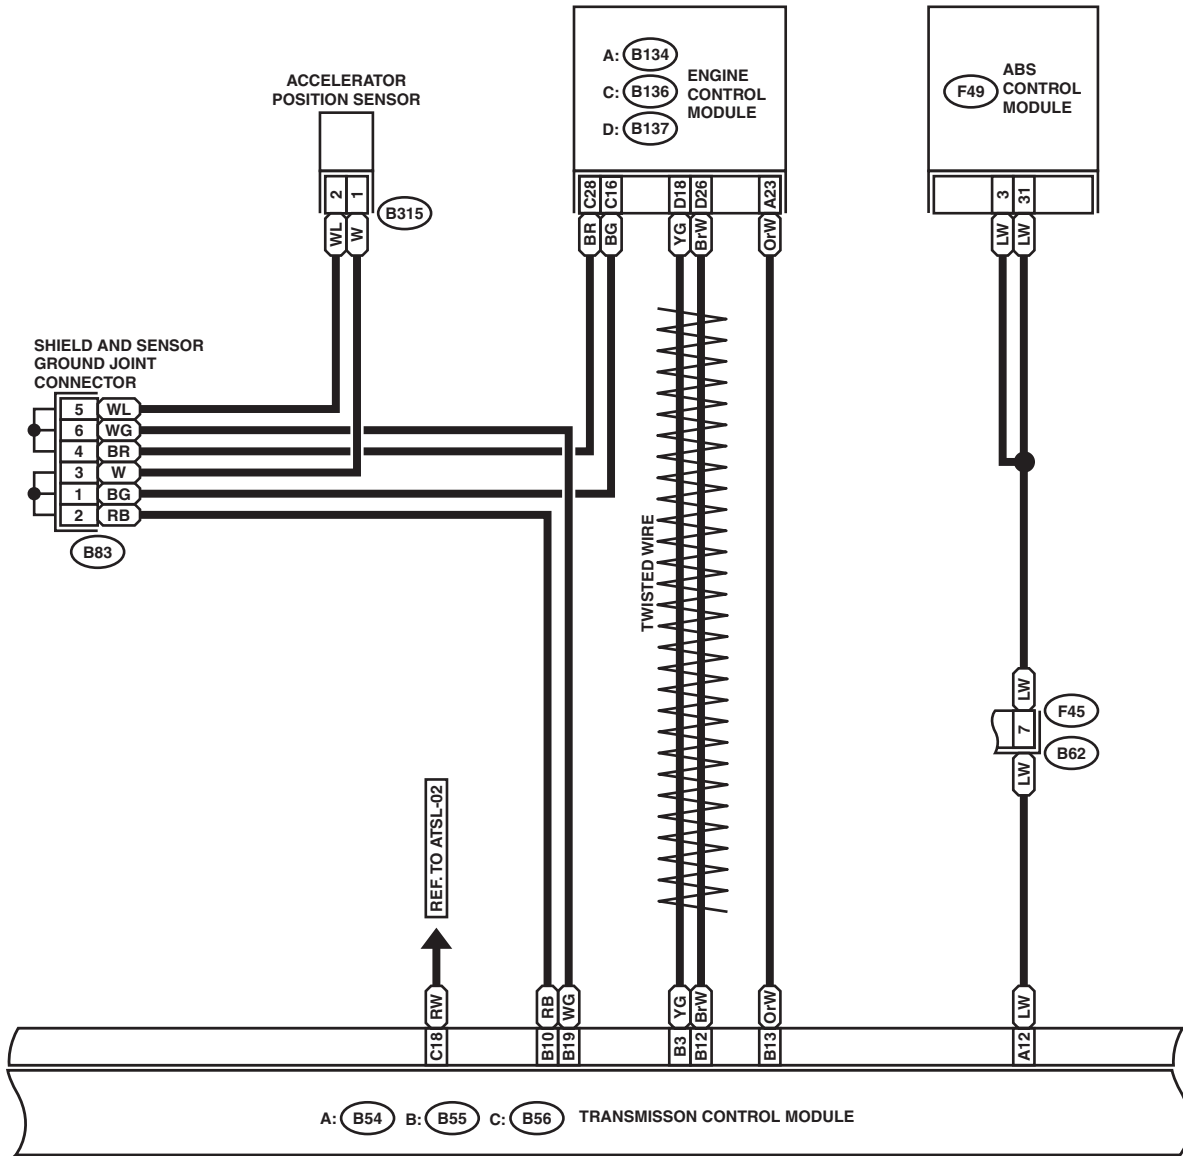 ACCELERATOR
POSITION SENSOR
2
1
B315
WL
W
A: B134
C: B136
D: B137
ENGINE
CONTROL
MODULE
C28
C16
D18
D26
A23
BR
BG
YG
BrW
OrW
F49
ABS
CONTROL
MODULE
3
31
LW
LW
SHIELD AND SENSOR
GROUND JOINT
CONNECTOR
5 WL
6 WG
4 BR
3 W
1 BG
2 RB
B83
TWISTED WIRE
LW
7
F45
B62
LW
REF. TO ATSL-02
RW
RB
WG
YG
BrW
OrW
LW
C18
B10
B19
B3
B12
B13
A12
A: B54 B: B55 C: B56 TRANSMISSON CONTROL MODULE